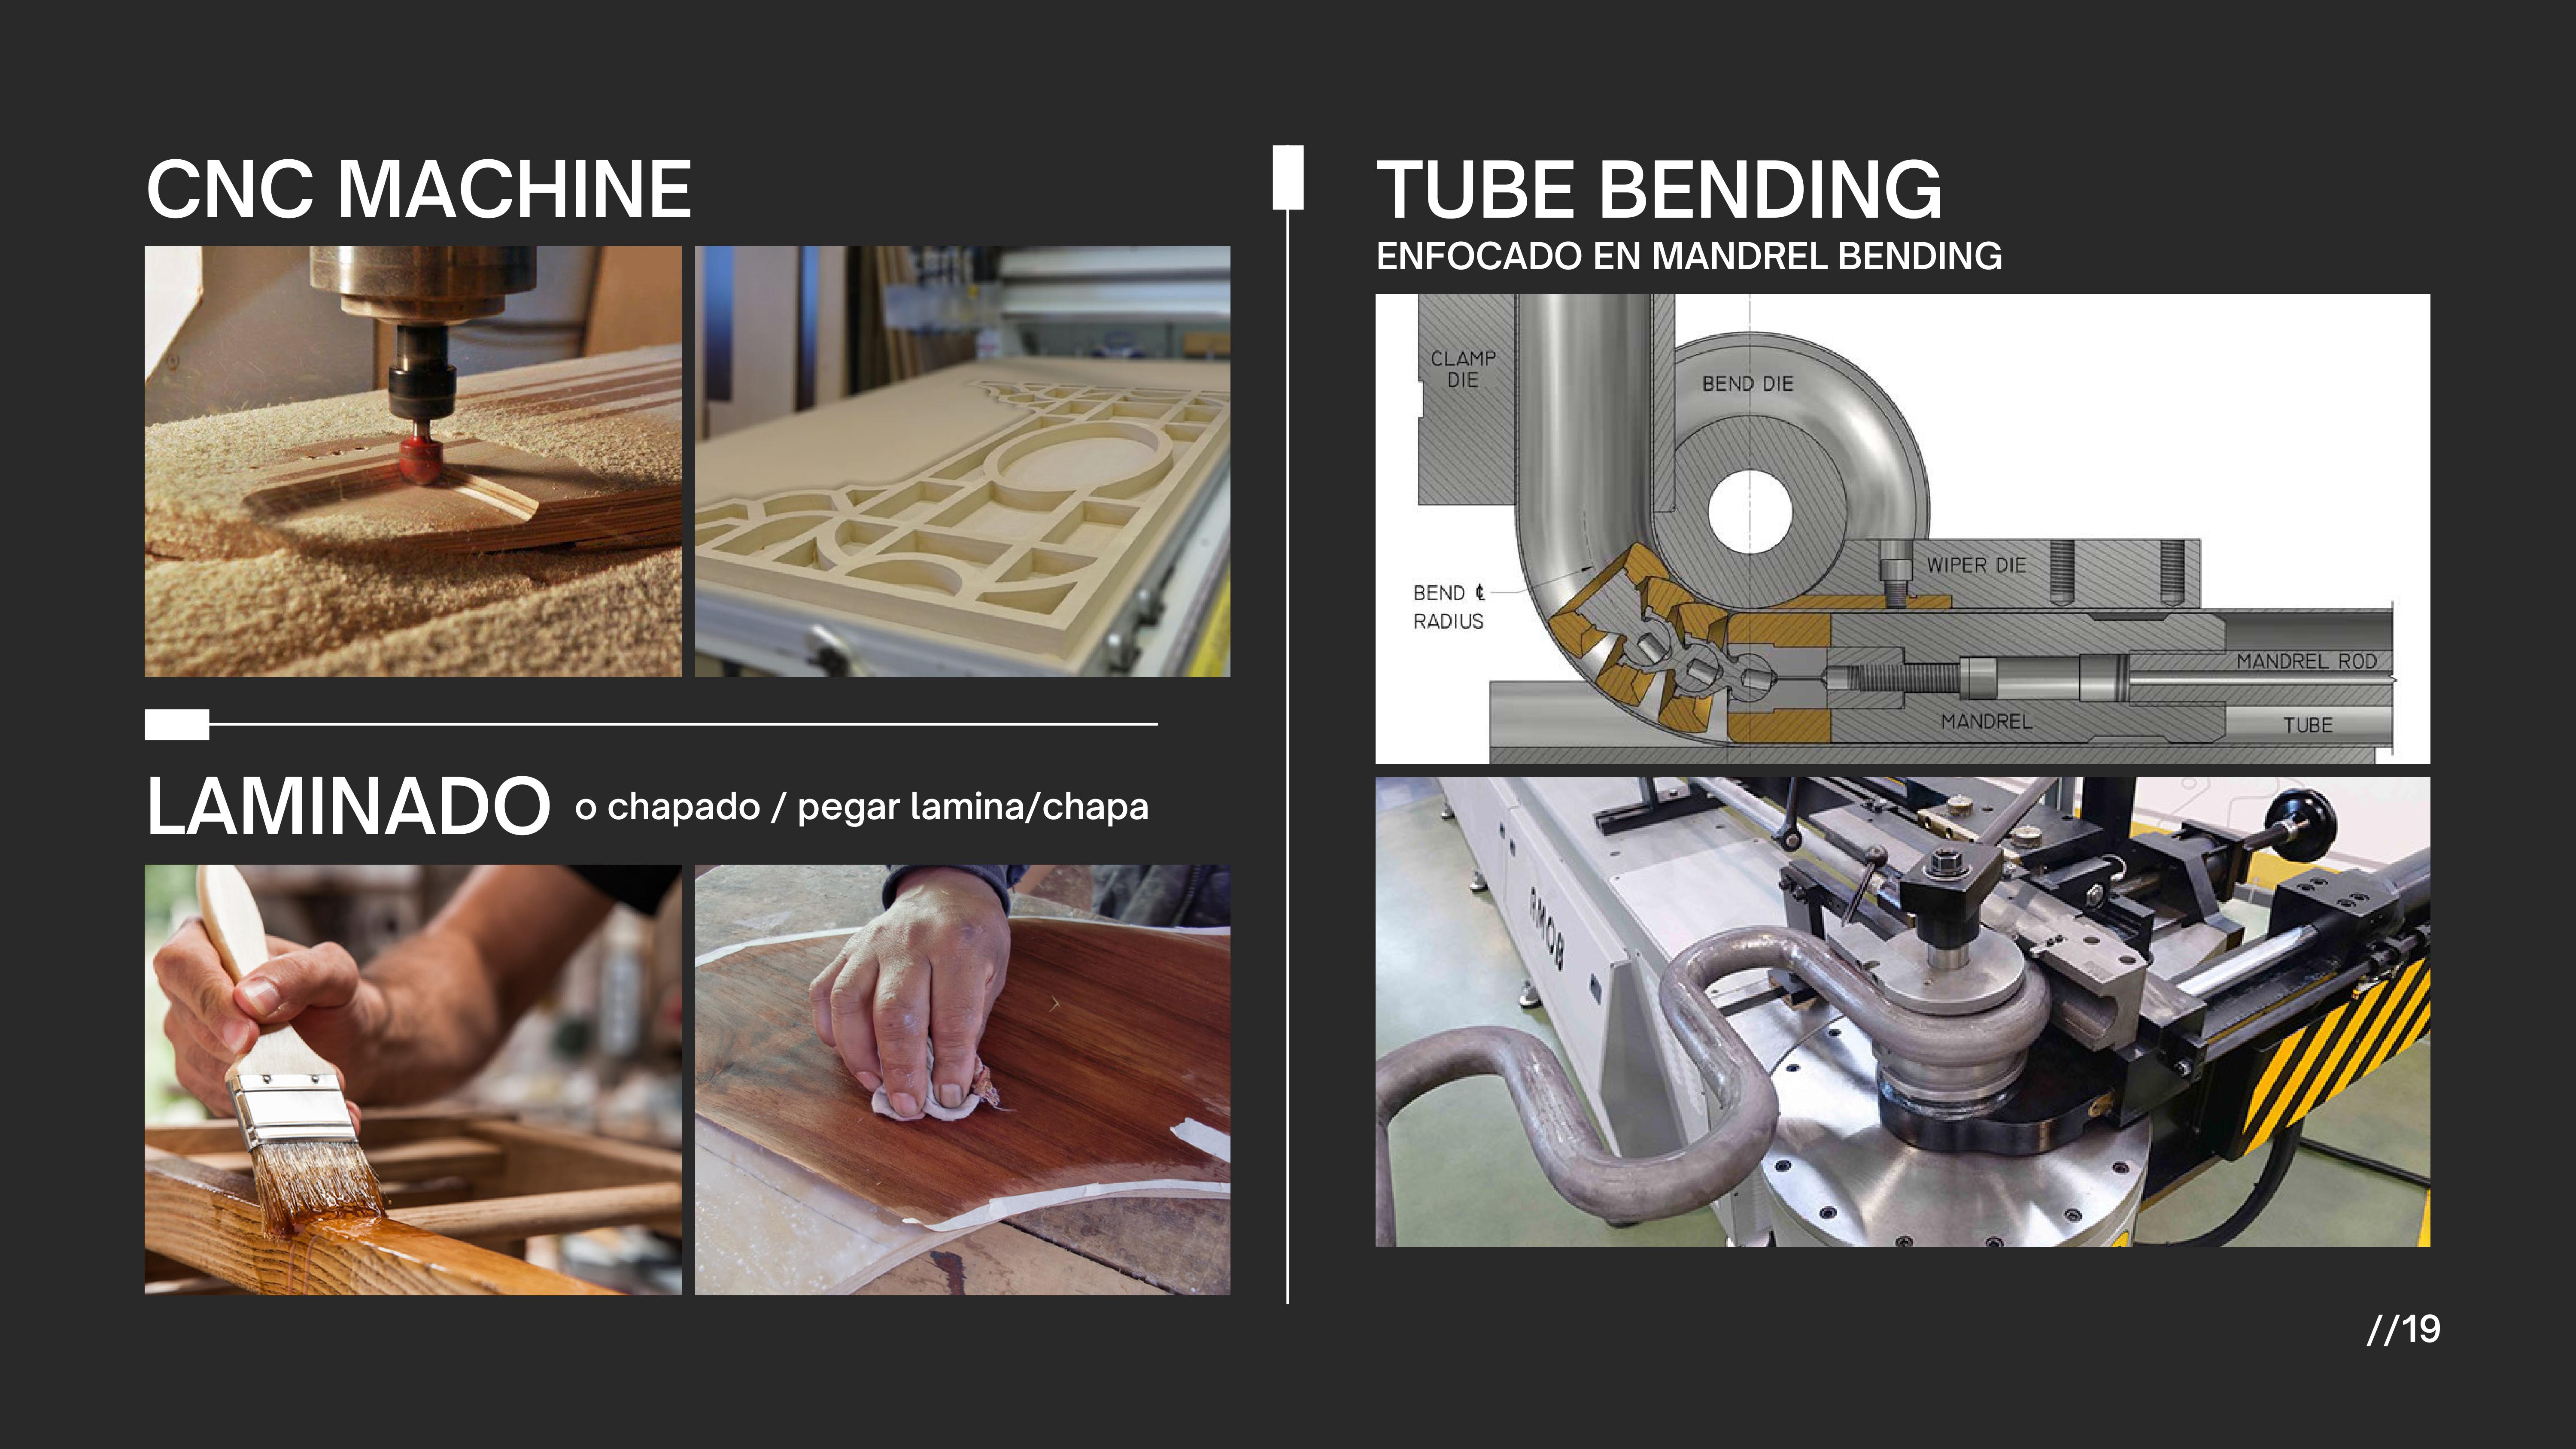 CNC MACHINE
LAMINADO o chapado / pegar lamina/chapa
TUBE BENDING
ENFOCADO EN MANDREL BENDING
CLAMP
DIE
BEND DIE
WIPER DIE
BEND ℄
RADIUS
MANDREL ROD
MANDREL
TUBE
AMOB
//19